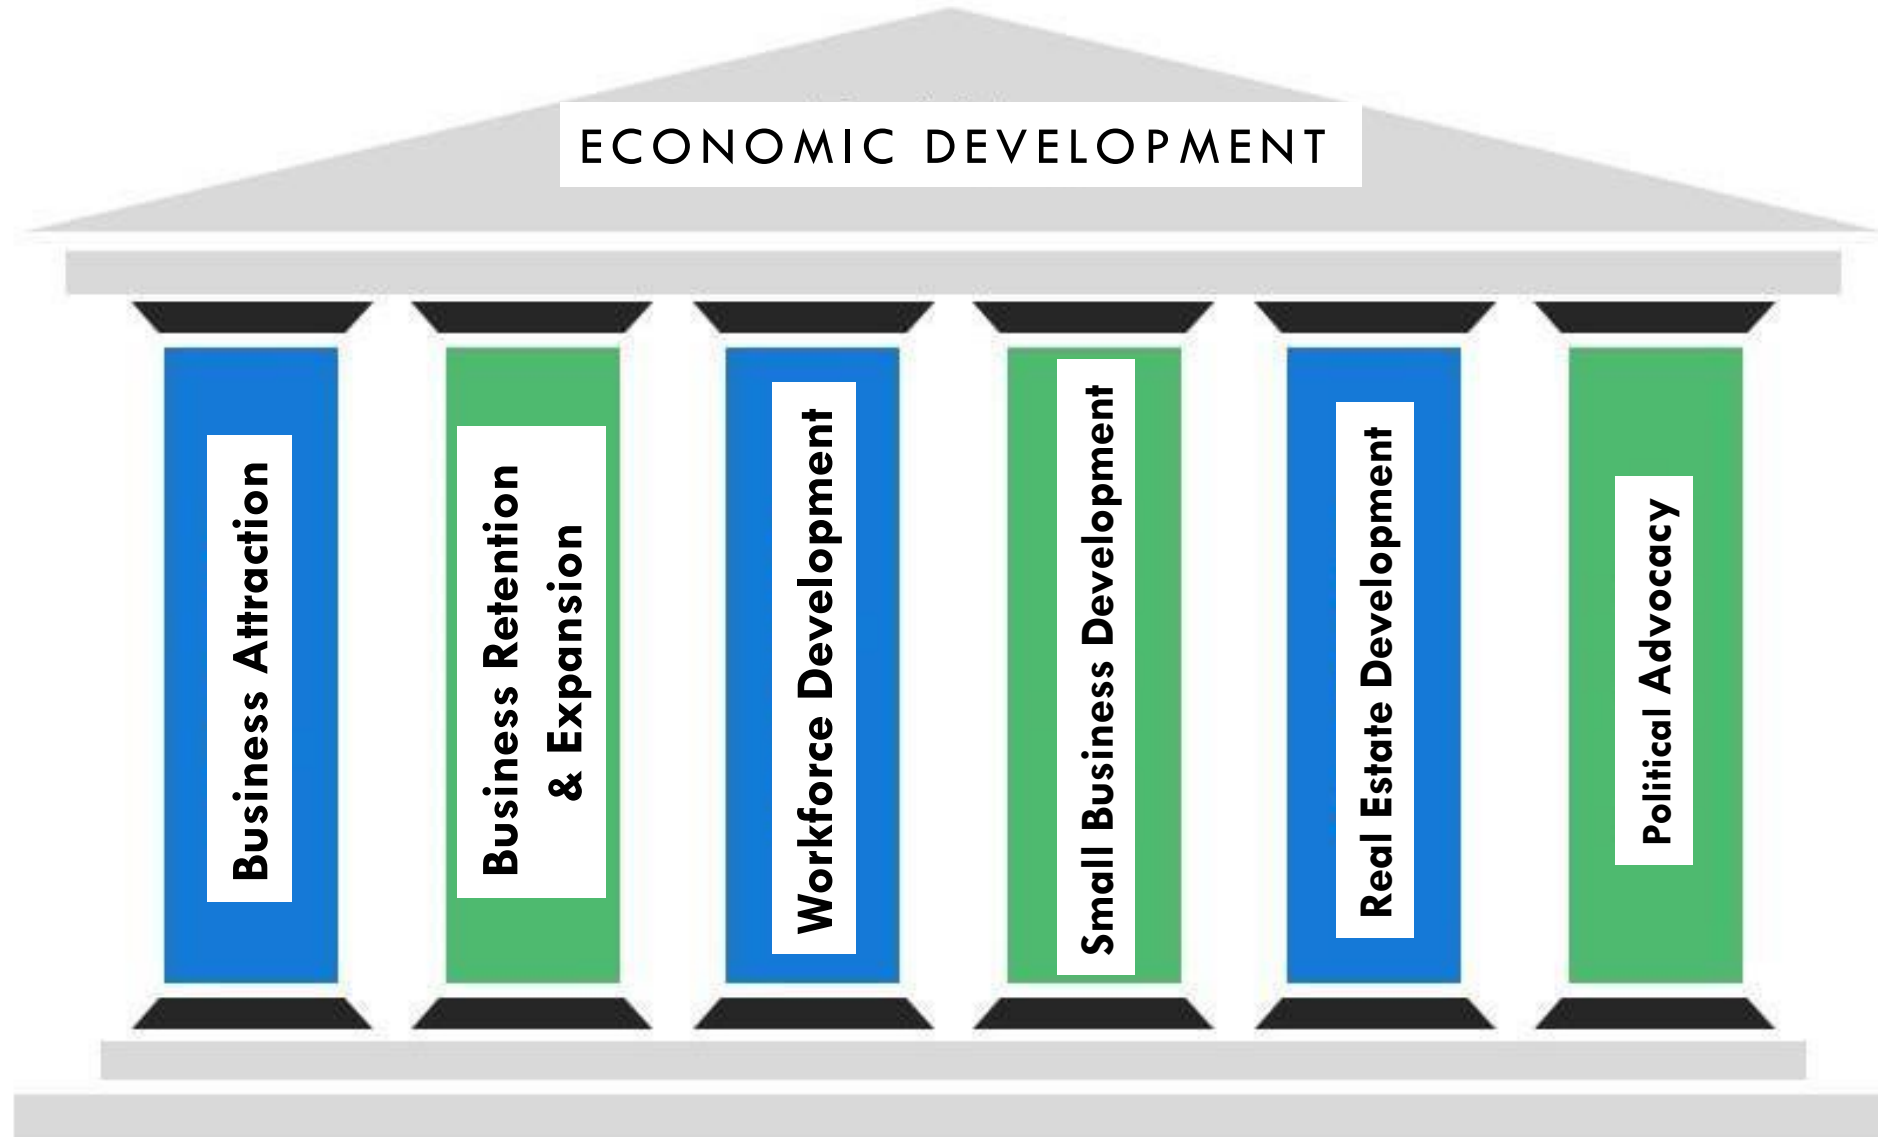 ECONOMIC DEVELOPMENT
Business Attraction
Business Retention
& Expansion
Workforce Development
Small Business Development
Real Estate Development
Political Advocacy